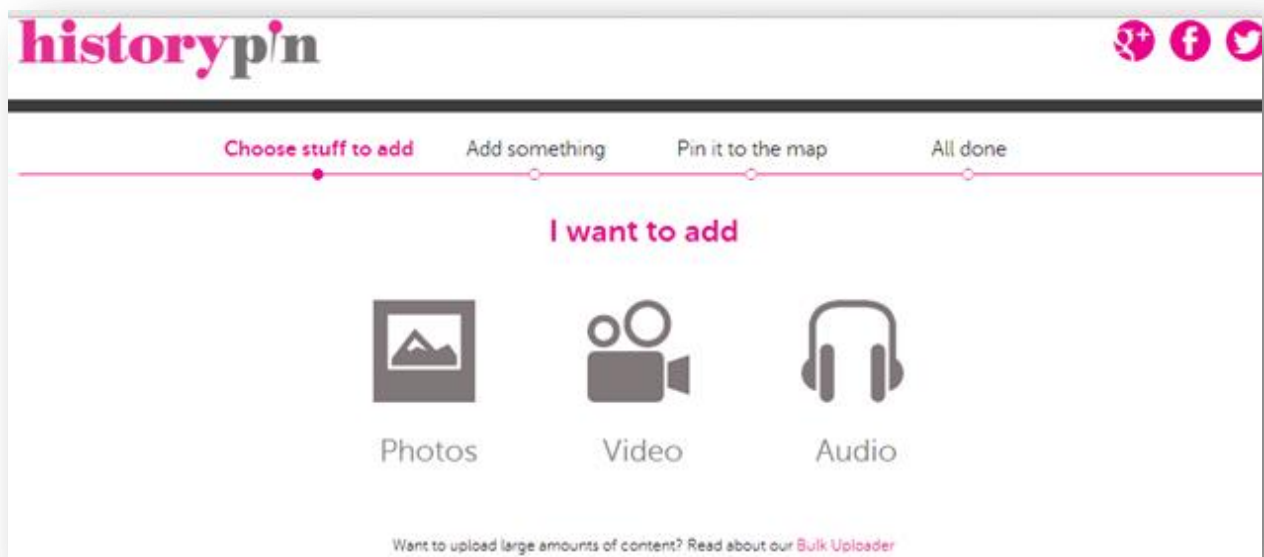 historypin
g+ f
Choose stuff to add Add something Pin it to the map All done
I want to add
Photos Video Audio
Want to upload large amounts of content? Read about our Bulk Uploader